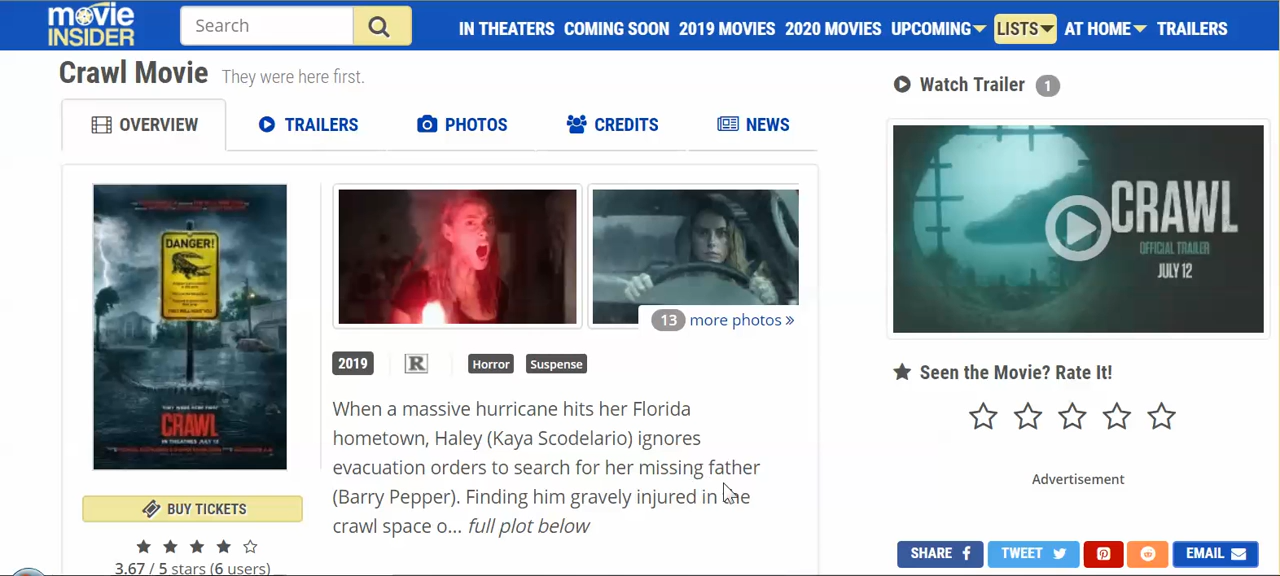 movie
INSIDER
Search
IN THEATERS COMING SOON 2019 MOVIES 2020 MOVIES UPCOMING LISTS AT HOME TRAILERS
Crawl Movie They were here first.
OVERVIEW TRAILERS PHOTOS CREDITS NEWS
DANGER!
CRAWL
IN THEATRES JULY 12
13 more photos »
2019 R Horror Suspense
When a massive hurricane hits her Florida
hometown, Haley (Kaya Scodelario) ignores
evacuation orders to search for her missing father
(Barry Pepper). Finding him gravely injured in the
crawl space o... full plot below
BUY TICKETS
3.67 / 5 stars (6 users)
Watch Trailer 1
CRAWL
OFFICIAL TRAILER
JULY 12
Seen the Movie? Rate It!
Advertisement
SHARE TWEET EMAIL